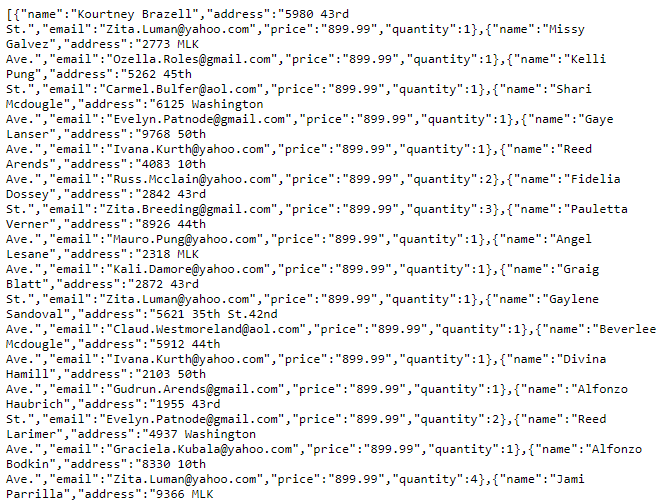 [{"name":"Kourtney Brazell","address":"5980 43rd
St.","email":"Zita.Luman@yahoo.com","price":"899.99","quantity":1},{"name":"Missy
Galvez","address":"2773 MLK
Ave.","email":"Ozella.Roles@gmail.com","price":"899.99","quantity":1},{"name":"Kelli
Pung","address":"5262 45th
St.","email":"Carmel.Bulfer@aol.com","price":"899.99","quantity":1},{"name":"Shari
Mcdougle","address":"6125 Washington
Ave.","email":"Evelyn.Patnode@gmail.com","price":"899.99","quantity":1},{"name":"Gaye
Lanser","address":"9768 50th
Ave.","email":"Ivana.Kurth@yahoo.com","price":"899.99","quantity":1},{"name":"Reed
Arends","address":"4083 10th
Ave.","email":"Russ.Mcclain@yahoo.com","price":"899.99","quantity":2},{"name":"Fidelia
Dossey","address":"2842 43rd
St.","email":"Zita.Breeding@gmail.com","price":"899.99","quantity":3},{"name":"Pauletta
Verner","address":"8926 44th
Ave.","email":"Mauro.Pung@yahoo.com","price":"899.99","quantity":1},{"name":"Angel
Lesane","address":"2318 MLK
Ave.","email":"Kali.Damore@yahoo.com","price":"899.99","quantity":1},{"name":"Graig
Blatt","address":"2872 43rd
St.","email":"Zita.Luman@yahoo.com","price":"899.99","quantity":1},{"name":"Gaylene
Sandoval","address":"5621 35th St.42nd
Ave.","email":"Claud.Westmoreland@aol.com","price":"899.99","quantity":1},{"name":"Beverlee
Mcdougle","address":"5912 44th
Ave.","email":"Ivana.Kurth@yahoo.com","price":"899.99","quantity":1},{"name":"Divina
Hamill","address":"2103 50th
Ave.","email":"Gudrun.Arends@gmail.com","price":"899.99","quantity":1},{"name":"Alfonzo
Haubrich","address":"1955 43rd
St.","email":"Evelyn.Patnode@gmail.com","price":"899.99","quantity":2},{"name":"Reed
Larimer","address":"4937 Washington
Ave.","email":"Graciela.Kubala@yahoo.com","price":"899.99","quantity":1},{"name":"Alfonzo
Bodkin","address":"8330 10th
Ave.","email":"Zita.Luman@yahoo.com","price":"899.99","quantity":4},{"name":"Jami
Parrilla","address":"9366 MLK